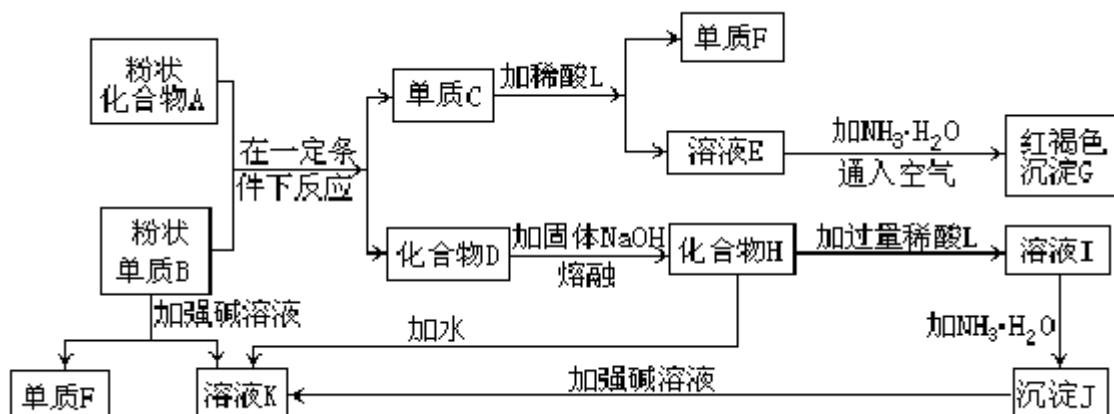 粉状
化合物A
在一定条
件下反应
粉状
单质B
单质C
加稀酸L
单质F
溶液E
加NH₃·H₂O
通入空气
红褐色
沉淀G
化合物D
加固体NaOH
熔融
化合物H
加过量稀酸L
溶液I
加强碱溶液
加水
加NH₃·H₂O
单质F
溶液K
加强碱溶液
沉淀J